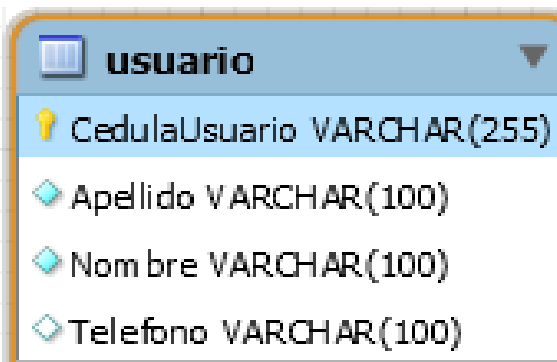 usuario
CedulaUsuario VARCHAR(255)
Apellido VARCHAR(100)
Nombre VARCHAR(100)
Telefono VARCHAR(100)